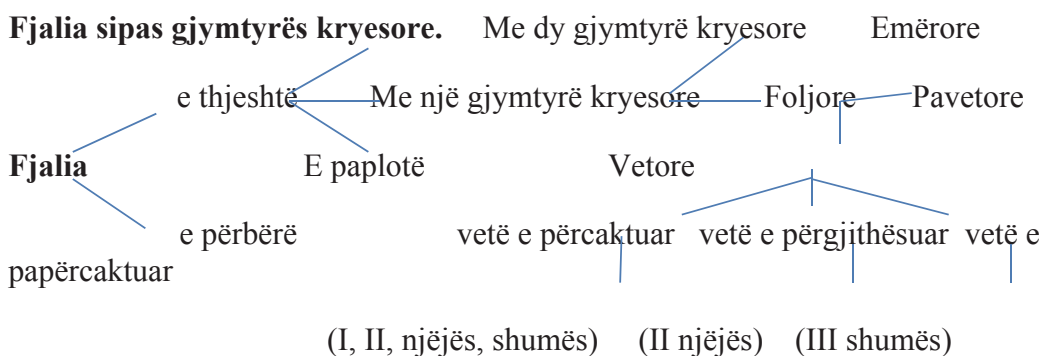 Fjalia sipas gjymtyrës kryesore. Me dy gjymtyrë kryesore Emërore
e thjeshtë Me një gjymtyrë kryesore Foljore Pavetore
Fjalia E paplotë Vetore
e përbërë vetë e përcaktuar vetë e përgjithësuar vetë e
papërcaktuar
(I, II, njëjës, shumës) (II njëjës) (III shumës)